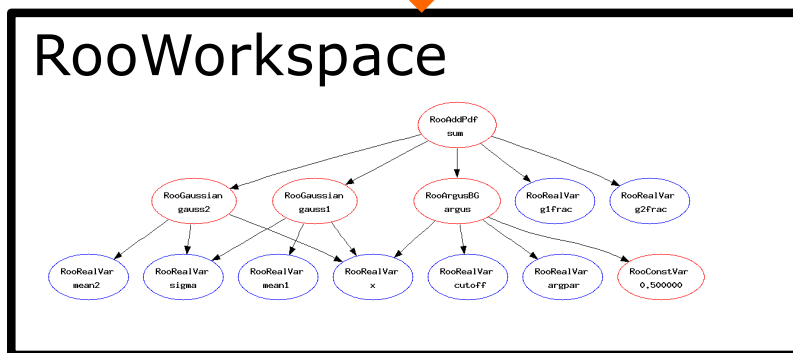 RooWorkspace
RooAddPdf
sum
RooGaussian
gauss2
RooGaussian
gauss1
RooArgusBG
argus
RooRealVar
g1frac
RooRealVar
g2frac
RooRealVar
mean2
RooRealVar
sigma
RooRealVar
mean1
RooRealVar
x
RooRealVar
cutoff
RooRealVar
argpar
RooConstVar
0.500000